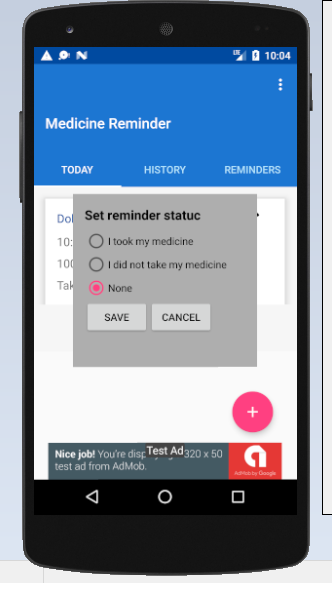 10:04
Medicine Reminder
TODAY HISTORY REMINDERS
Set reminder statuc
10:
I took my medicine
100
I did not take my medicine
Tak
None
SAVE CANCEL
+
Nice job! You're 320 x 50
Test Ad
test ad from AdMob.
AdMob by Google